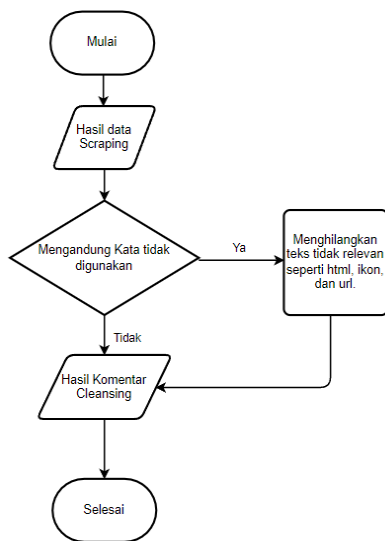 Mulai
Hasil data
Scraping
Mengandung Kata tidak
digunakan
Ya
Menghilangkan
teks tidak relevan
seperti html, ikon,
dan url.
Tidak
Hasil Komentar
Cleansing
Selesai